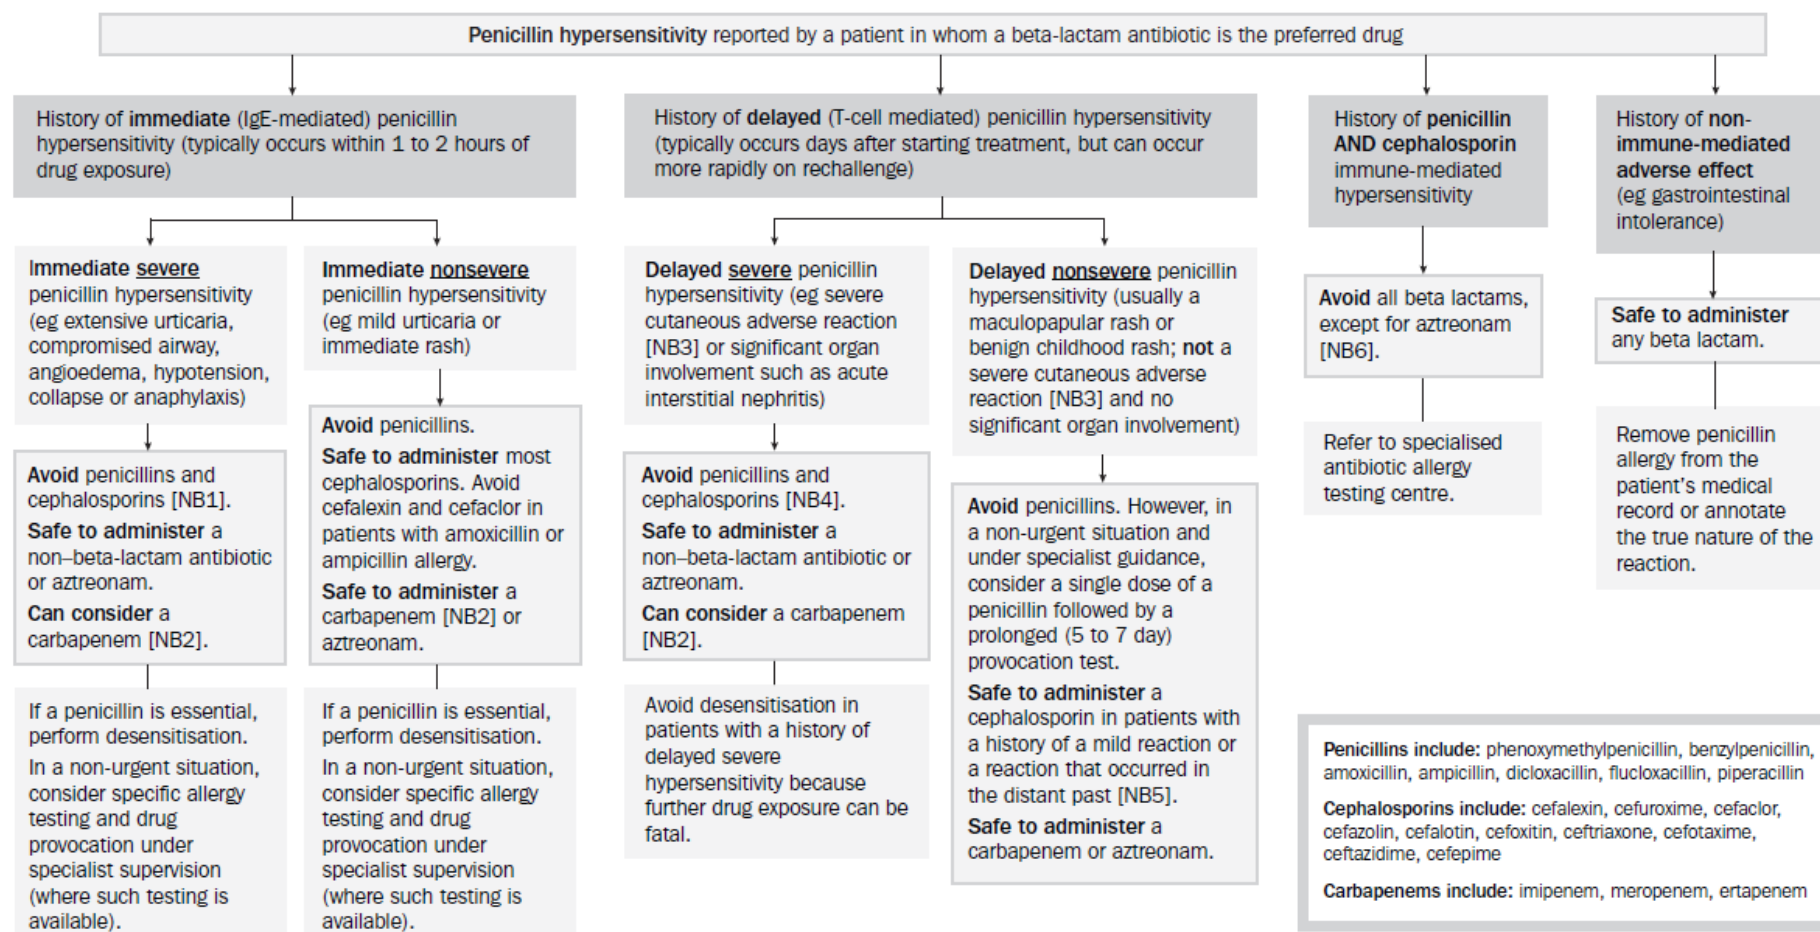 Penicillin hypersensitivity reported by a patient in whom a beta-lactam antibiotic is the preferred drug
History of immediate (IgE-mediated) penicillin
hypersensitivity (typically occurs within 1 to 2 hours of
drug exposure)
Immediate severe
penicillin hypersensitivity
(eg extensive urticaria,
compromised airway,
angioedema, hypotension,
collapse or anaphylaxis)
Avoid penicillins and
cephalosporins [NB1].
Safe to administer a
non–beta-lactam antibiotic
or aztreonam.
Can consider a
carbapenem [NB2].
If a penicillin is essential,
perform desensitisation.
In a non-urgent situation,
consider specific allergy
testing and drug
provocation under
specialist supervision
(where such testing is
available).
Immediate nonsevere
penicillin hypersensitivity
(eg mild urticaria or
immediate rash)
Avoid penicillins.
Safe to administer most
cephalosporins. Avoid
cefalexin and cefaclor in
patients with amoxicillin or
ampicillin allergy.
Safe to administer a
carbapenem [NB2] or
aztreonam.
If a penicillin is essential,
perform desensitisation.
In a non-urgent situation,
consider specific allergy
testing and drug
provocation under
specialist supervision
(where such testing is
available).
History of delayed (T-cell mediated) penicillin hypersensitivity
(typically occurs days after starting treatment, but can occur
more rapidly on rechallenge)
Delayed severe penicillin
hypersensitivity (eg severe
cutaneous adverse reaction
[NB3] or significant organ
involvement such as acute
interstitial nephritis)
Avoid penicillins and
cephalosporins [NB4].
Safe to administer a
non–beta-lactam antibiotic or
aztreonam.
Can consider a carbapenem
[NB2].
Avoid desensitisation in
patients with a history of
delayed severe
hypersensitivity because
further drug exposure can be
fatal.
Delayed nonsevere penicillin
hypersensitivity (usually a
maculopapular rash or
benign childhood rash; not a
severe cutaneous adverse
reaction [NB3] and no
significant organ involvement)
Avoid penicillins. However, in
a non-urgent situation and
under specialist guidance,
consider a single dose of a
penicillin followed by a
prolonged (5 to 7 day)
provocation test.
Safe to administer a
cephalosporin in patients with
a history of a mild reaction or
a reaction that occurred in
the distant past [NB5].
Safe to administer a
carbapenem or aztreonam.
History of penicillin
AND cephalosporin
immune-mediated
hypersensitivity
Avoid all beta lactams,
except for aztreonam
[NB6].
Refer to specialised
antibiotic allergy
testing centre.
History of non-
immune-mediated
adverse effect
(eg gastrointestinal
intolerance)
Safe to administer
any beta lactam.
Remove penicillin
allergy from the
patient's medical
record or annotate
the true nature of the
reaction.
Penicillins include: phenoxymethylpenicillin, benzylpenicillin,
amoxicillin, ampicillin, dicloxacillin, flucloxacillin, piperacillin
Cephalosporins include: cefalexin, cefuroxime, cefaclor,
cefazolin, cefalotin, cefoxitin, ceftriaxone, cefotaxime,
ceftazidime, cefepime
Carbapenems include: imipenem, meropenem, ertapenem